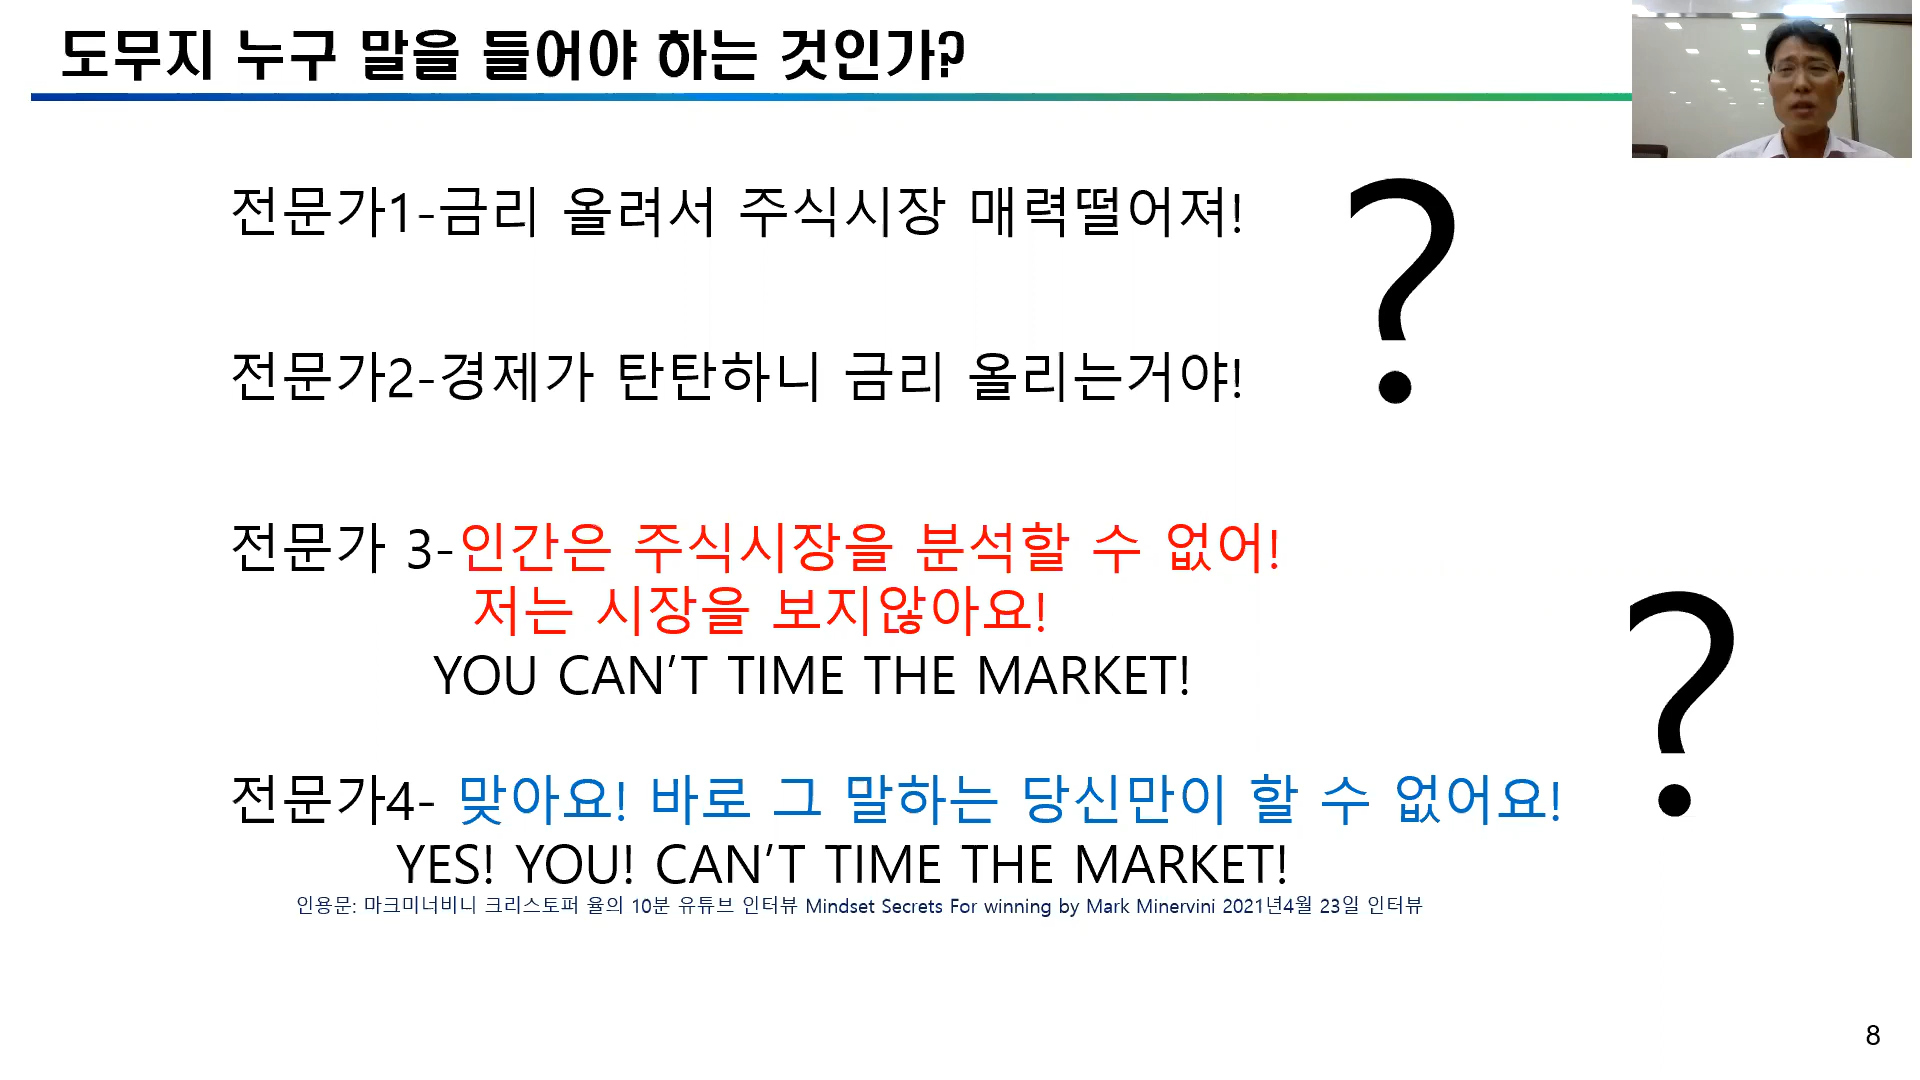 도무지 누구 말을 들어야 하는 것인가?
전문가1-금리 올려서 주식시장 매력떨어져!
?
전문가2-경제가 탄탄하니 금리 올리는거야!
전문가 3-인간은 주식시장을 분석할 수 없어!
저는 시장을 보지않아요!
YOU CAN'T TIME THE MARKET!
?
전문가4- 맞아요! 바로 그 말하는 당신만이 할 수 없어요!
YES! YOU! CAN'T TIME THE MARKET!
인용문: 마크미너비니 크리스토퍼 율의 10분 유튜브 인터뷰 Mindset Secrets For winning by Mark Minervini 2021년4월 23일 인터뷰
8